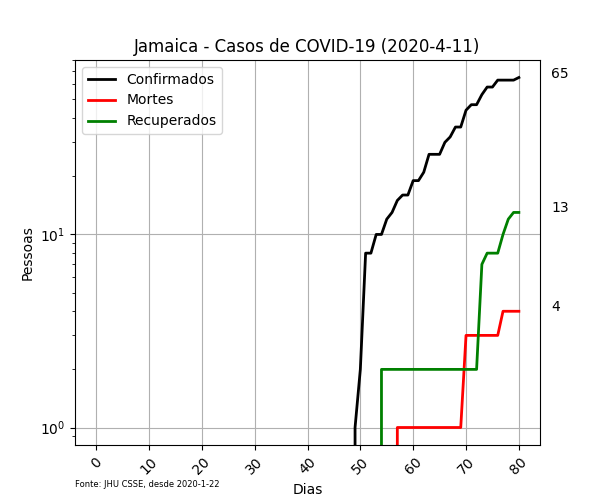 Jamaica - Casos de COVID-19 (2020-4-11)
Confirmados
Mortes
Recuperados
65
13
4
Pessoas
10¹
10⁰
0 10 20 30 40 50 60 70 80
Dias
Fonte: JHU CSSE, desde 2020-1-22